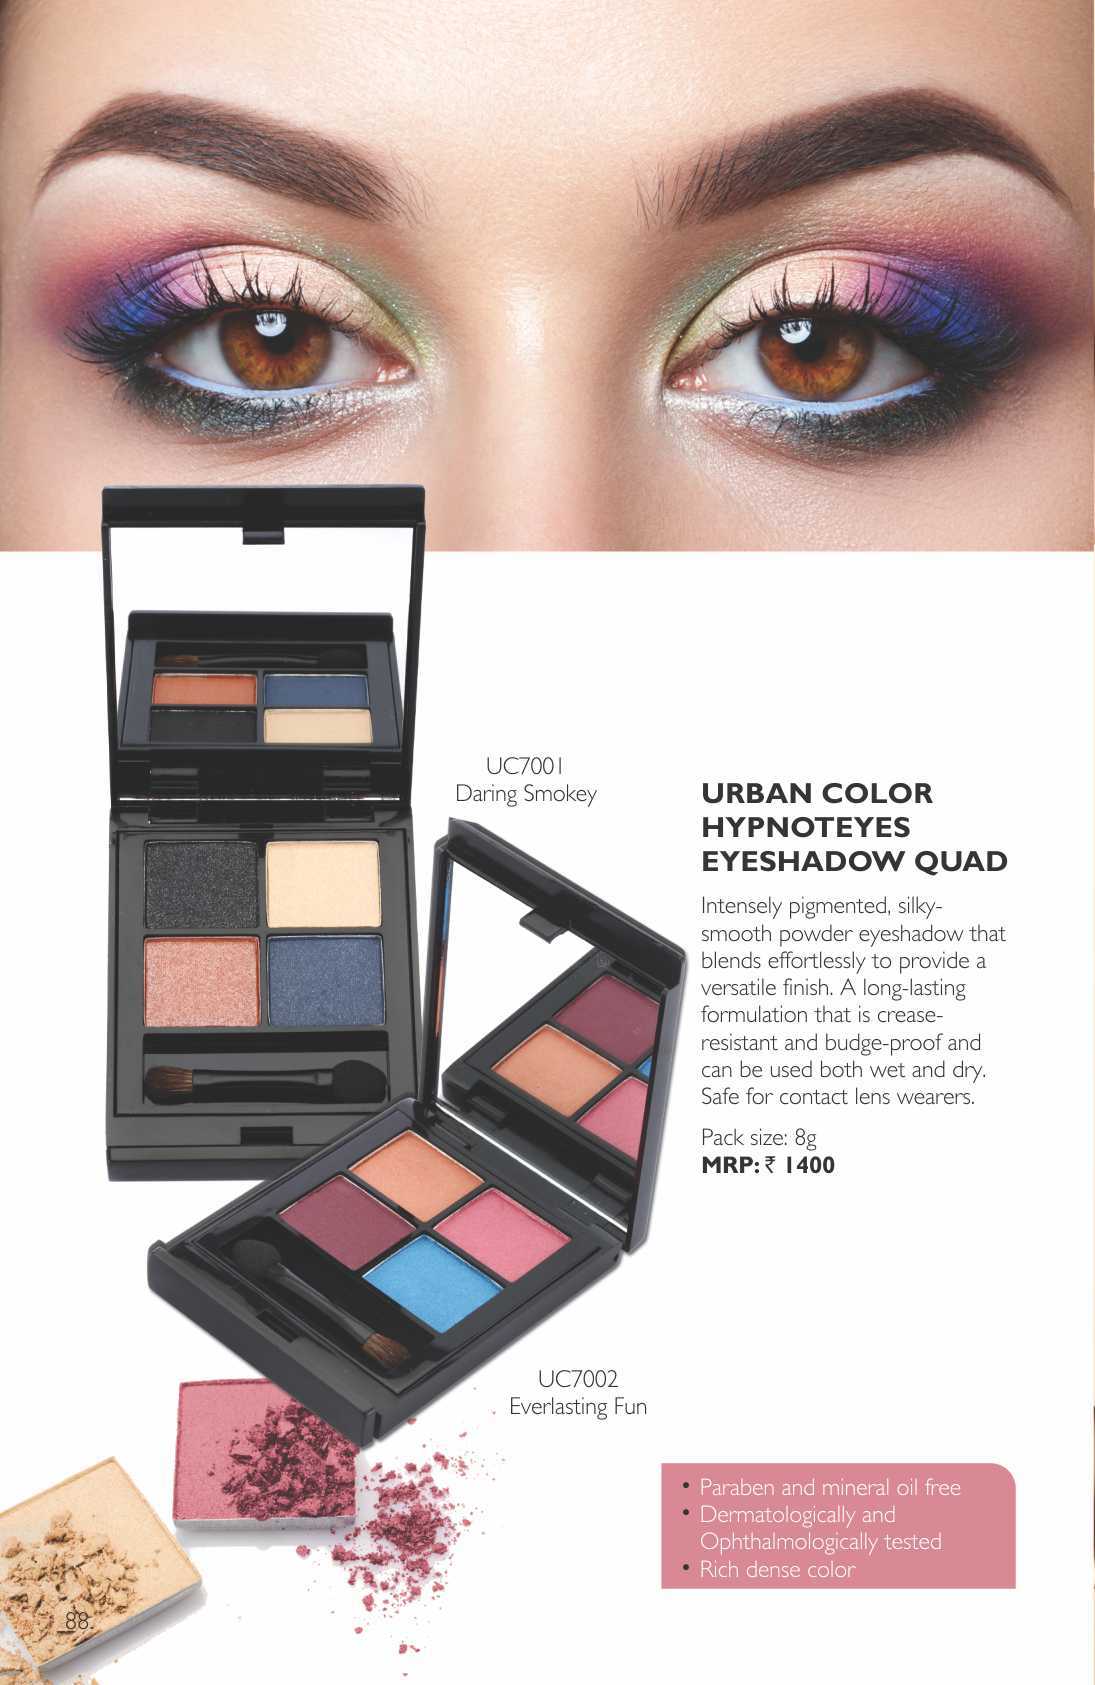 UC7001
Daring Smokey
URBAN COLOR
HYPNOTEYES
EYESHADOW QUAD
Intensely pigmented, silky-
smooth powder eyeshadow that
blends effortlessly to provide a
versatile finish. A long-lasting
formulation that is crease-
resistant and budge-proof and
can be used both wet and dry.
Safe for contact lens wearers.
Pack size: 8g
MRP: ₹ 1400
UC7002
Everlasting Fun
• Paraben and mineral oil free
• Dermatologically and
Ophthalmologically tested
• Rich dense color
88